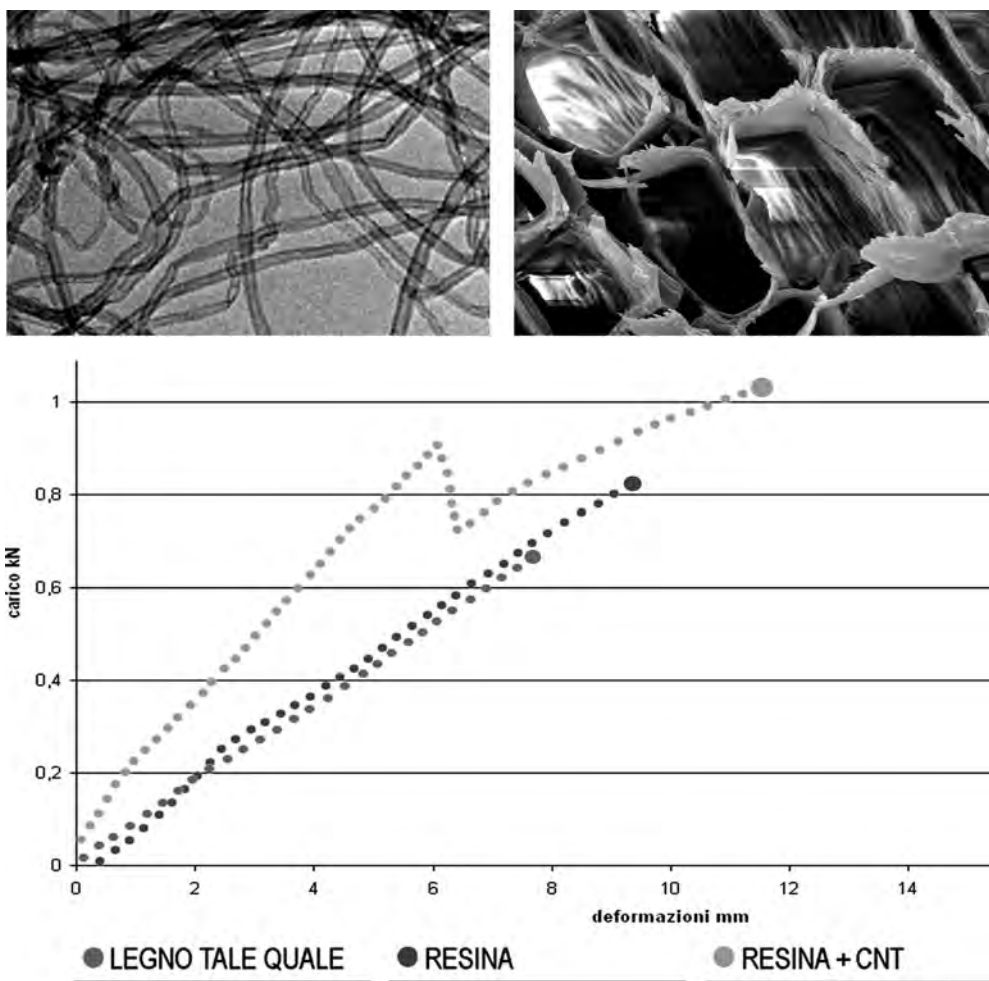 1
0,8
0,6
0,4
0,2
0
carico kN
0 2 4 6 8 10 12 14
deformazioni mm
LEGNO TALE QUALE RESINA RESINA + CNT